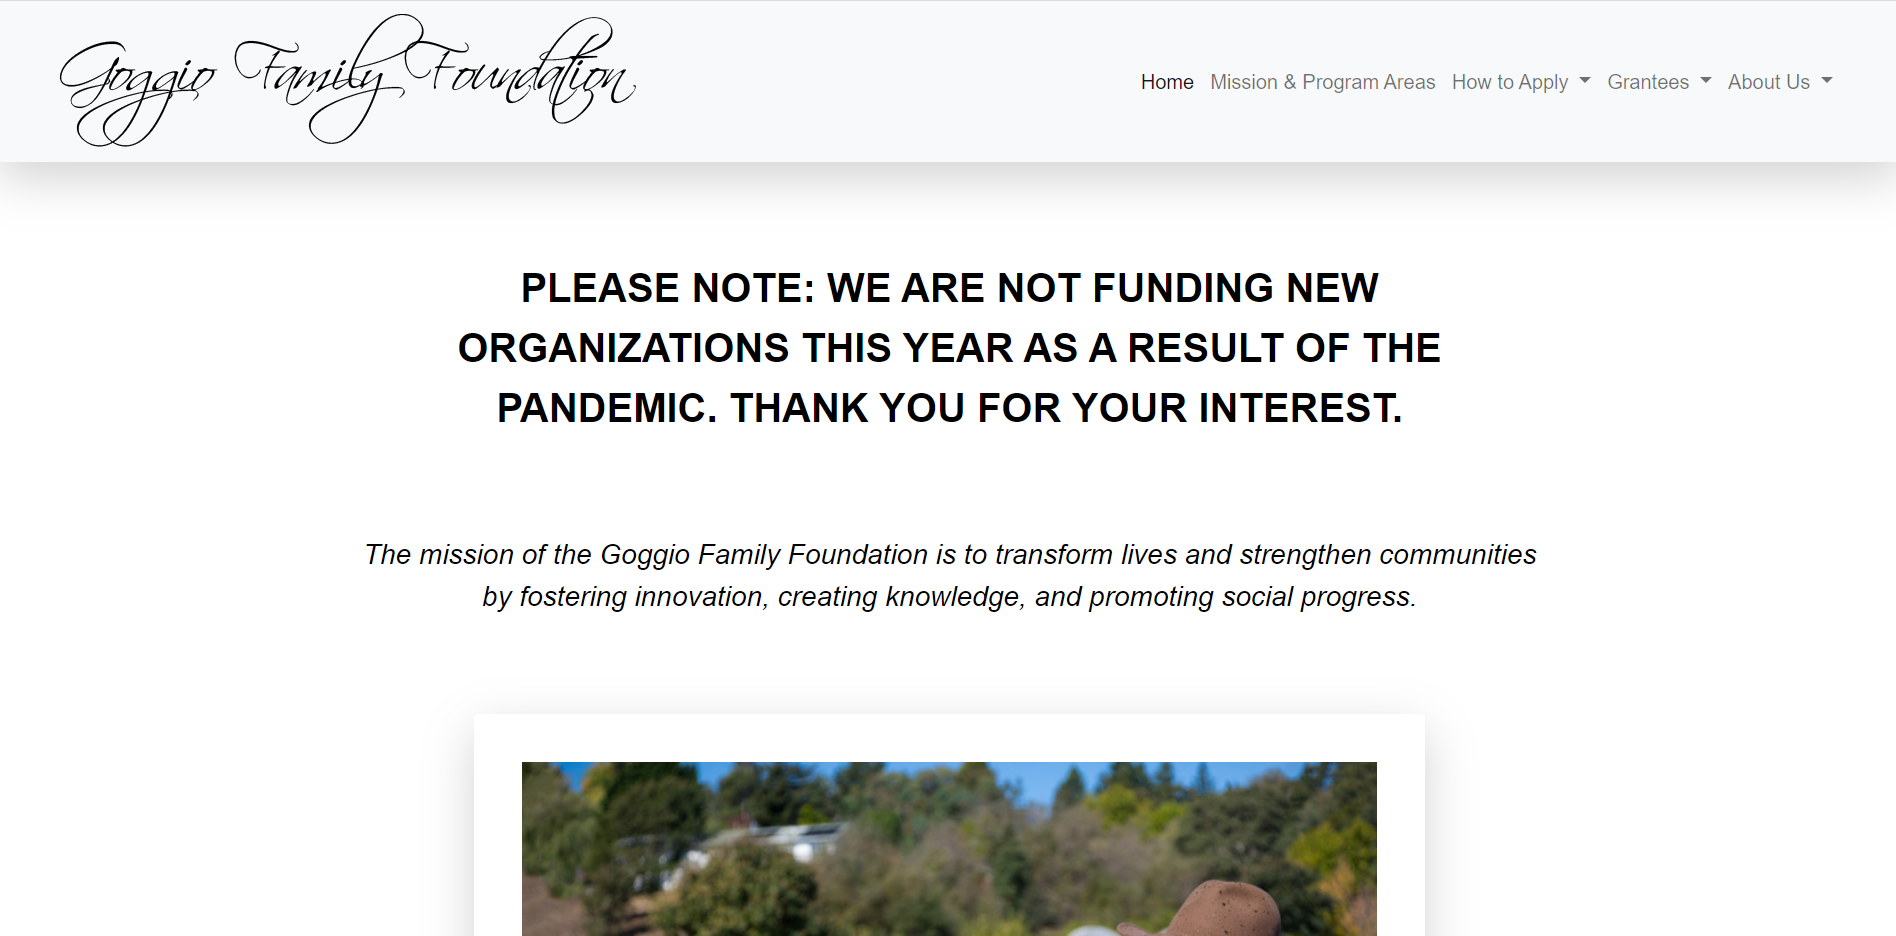 Goggio Family Foundation
Home Mission & Program Areas How to Apply Grantees About Us
PLEASE NOTE: WE ARE NOT FUNDING NEW
ORGANIZATIONS THIS YEAR AS A RESULT OF THE
PANDEMIC. THANK YOU FOR YOUR INTEREST.
The mission of the Goggio Family Foundation is to transform lives and strengthen communities
by fostering innovation, creating knowledge, and promoting social progress.